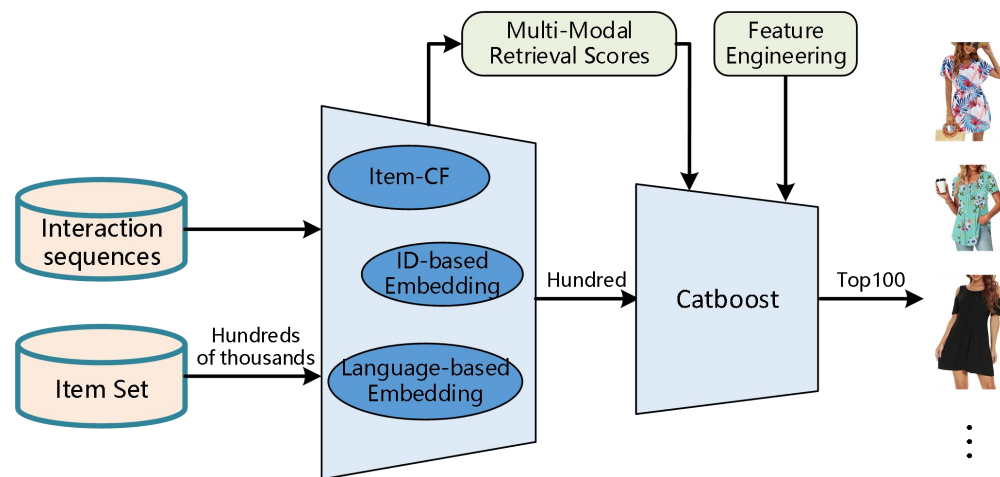 Multi-Modal
Retrieval Scores
Feature
Engineering
Item-CF
Interaction
sequences
ID-based
Embedding
Hundred
Catboost
Top100
Hundreds
of thousands
Item Set
Language-based
Embedding